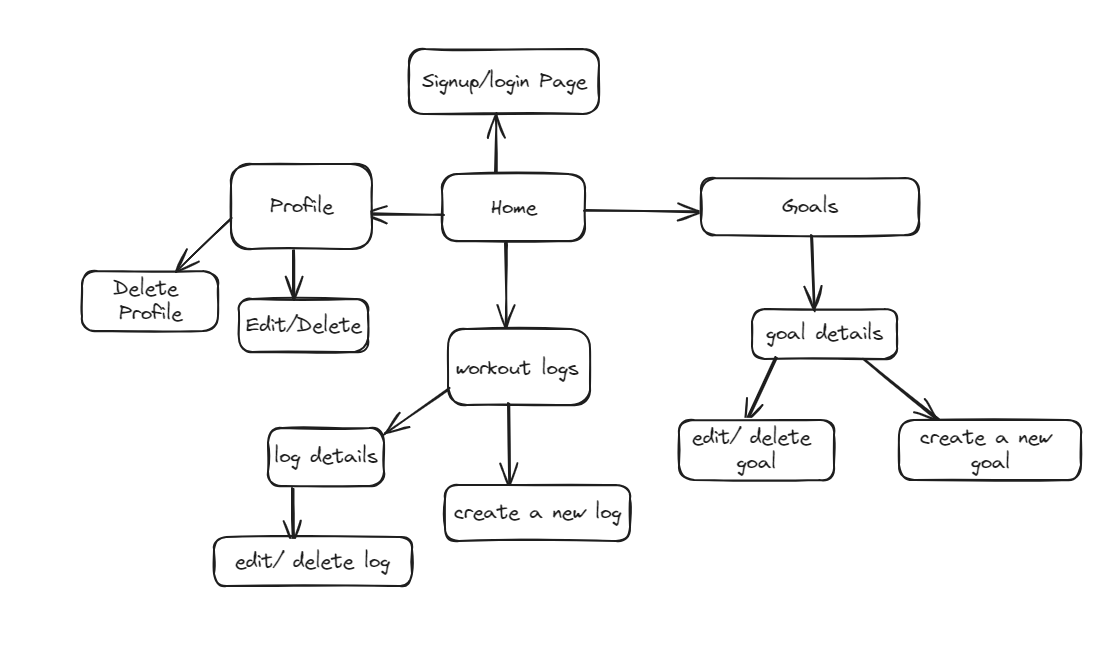 Signup/login Page
Profile
Home
Goals
Delete
Profile
Edit/Delete
goal details
workout logs
edit/ delete
goal
create a new
goal
log details
create a new log
edit/ delete log